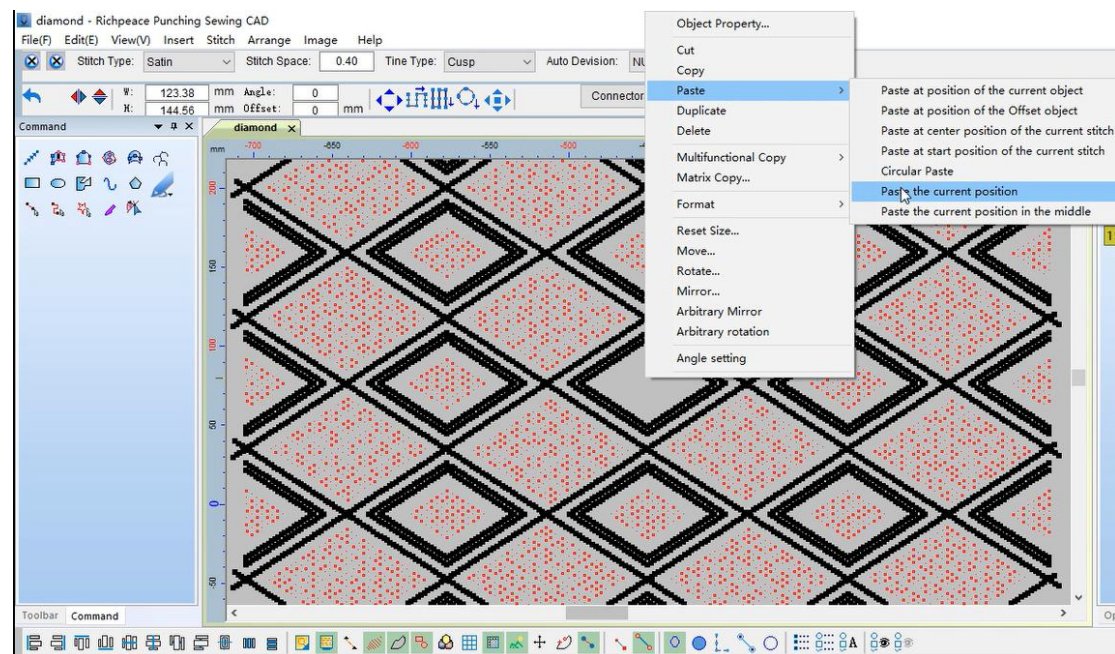 diamond - Richpeace Punching Sewing CAD
File(F) Edit(E) View(V) Insert Stitch Arrange Image Help
Stitch Type: Satin Stitch Space: 0.40 Tine Type: Cusp Auto Devision:
W: 123.38 mm Angle: 0
H: 144.56 mm Offset: 0 mm
Connector
Command
diamond
mm -700 -650 -600 -550 -500
200
150
100
50
0
-50
Toolbar Command
Object Property...
Cut
Copy
Paste
Duplicate
Delete
Multifunctional Copy
Matrix Copy...
Format
Reset Size...
Move...
Rotate...
Mirror...
Arbitrary Mirror
Arbitrary rotation
Angle setting
Paste at position of the current object
Paste at position of the Offset object
Paste at center position of the current stitch
Paste at start position of the current stitch
Circular Paste
Paste the current position
Paste the current position in the middle
1